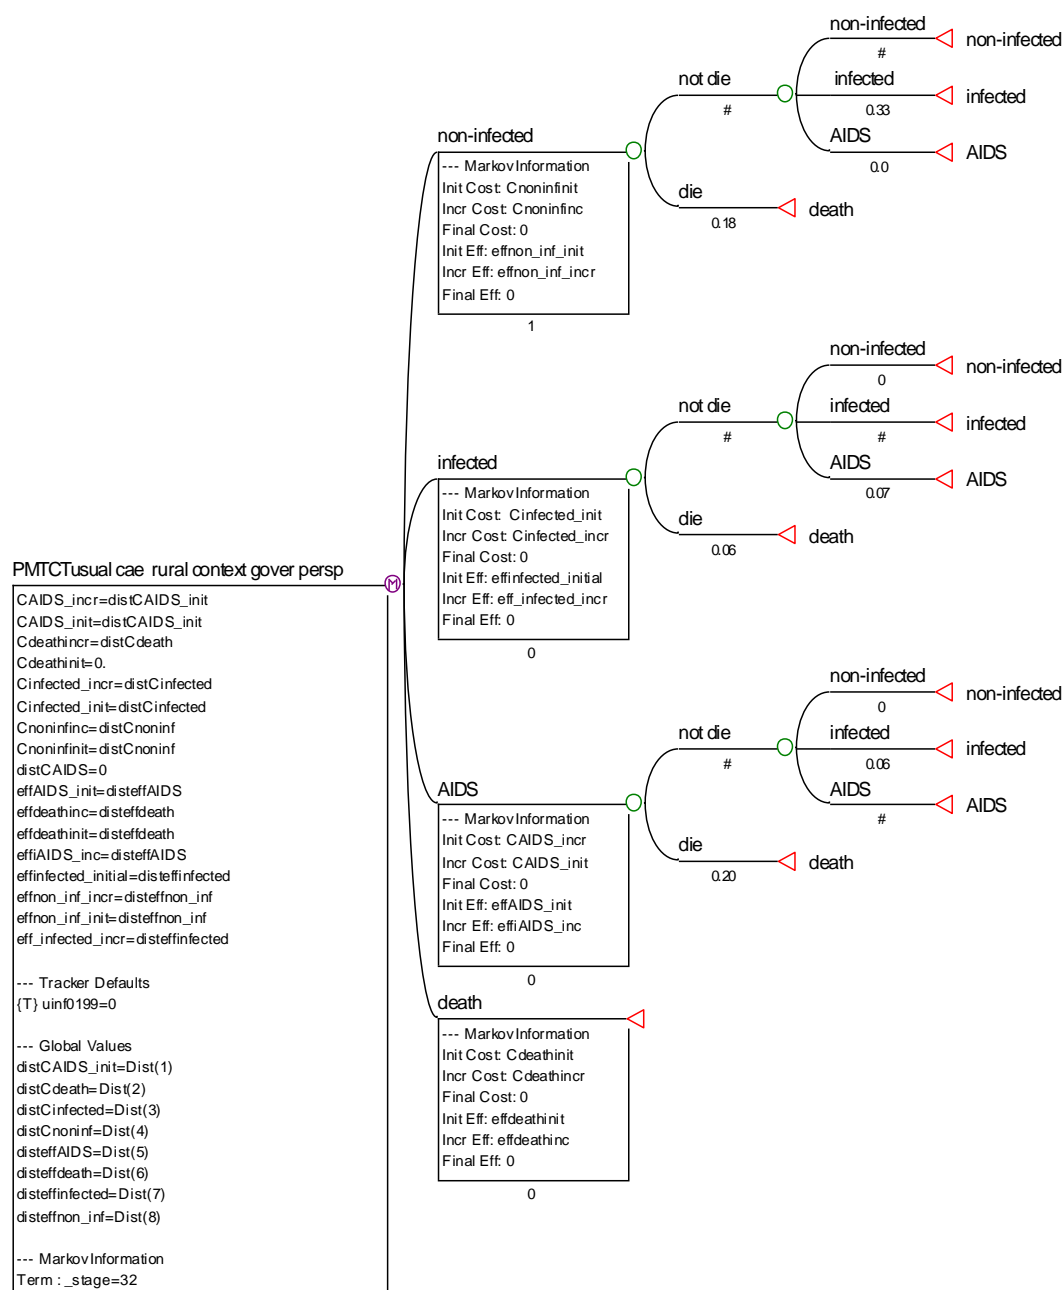 non-infected
#
non-infected
not die
#
infected
0.33
infected
AIDS
0.0
AIDS
non-infected
--- Markov Information
Init Cost: Cnoninfinit
Incr Cost: Cnoninfinc
Final Cost: 0
Init Eff: effnon_inf_init
Incr Eff: effnon_inf_incr
Final Eff: 0
1
die
0.18
death
non-infected
0
non-infected
not die
#
infected
#
infected
AIDS
0.07
AIDS
infected
--- Markov Information
Init Cost:  Cinfected_init
Incr Cost: Cinfected_incr
Final Cost: 0
Init Eff: effinfected_initial
Incr Eff: eff_infected_incr
Final Eff: 0
0
die
0.06
death
PMTCTusual cae  rural context gover persp
M
CAIDS_incr=distCAIDS_init
CAIDS_init=distCAIDS_init
Cdeathincr=distCdeath
Cdeathinit=0.
Cinfected_incr=distCinfected
Cinfected_init=distCinfected
Cnoninfinc=distCnoninf
Cnoninfinit=distCnoninf
distCAIDS=0
effAIDS_init=disteffAIDS
effdeathinc=disteffdeath
effdeathinit=disteffdeath
effiAIDS_inc=disteffAIDS
effinfected_initial=disteffinfected
effnon_inf_incr=disteffnon_inf
effnon_inf_init=disteffnon_inf
eff_infected_incr=disteffinfected
--- Tracker Defaults
{T} uinf0199=0
--- Global Values
distCAIDS_init=Dist(1)
distCdeath=Dist(2)
distCinfected=Dist(3)
distCnoninf=Dist(4)
disteffAIDS=Dist(5)
disteffdeath=Dist(6)
disteffinfected=Dist(7)
disteffnon_inf=Dist(8)
--- Markov Information
Term : _stage=32
non-infected
0
non-infected
not die
#
infected
0.06
infected
AIDS
#
AIDS
AIDS
--- Markov Information
Init Cost: CAIDS_incr
Incr Cost: CAIDS_init
Final Cost: 0
Init Eff: effAIDS_init
Incr Eff: effiAIDS_inc
Final Eff: 0
0
die
0.20
death
death
--- Markov Information
Init Cost: Cdeathinit
Incr Cost: Cdeathincr
Final Cost: 0
Init Eff: effdeathinit
Incr Eff: effdeathinc
Final Eff: 0
0